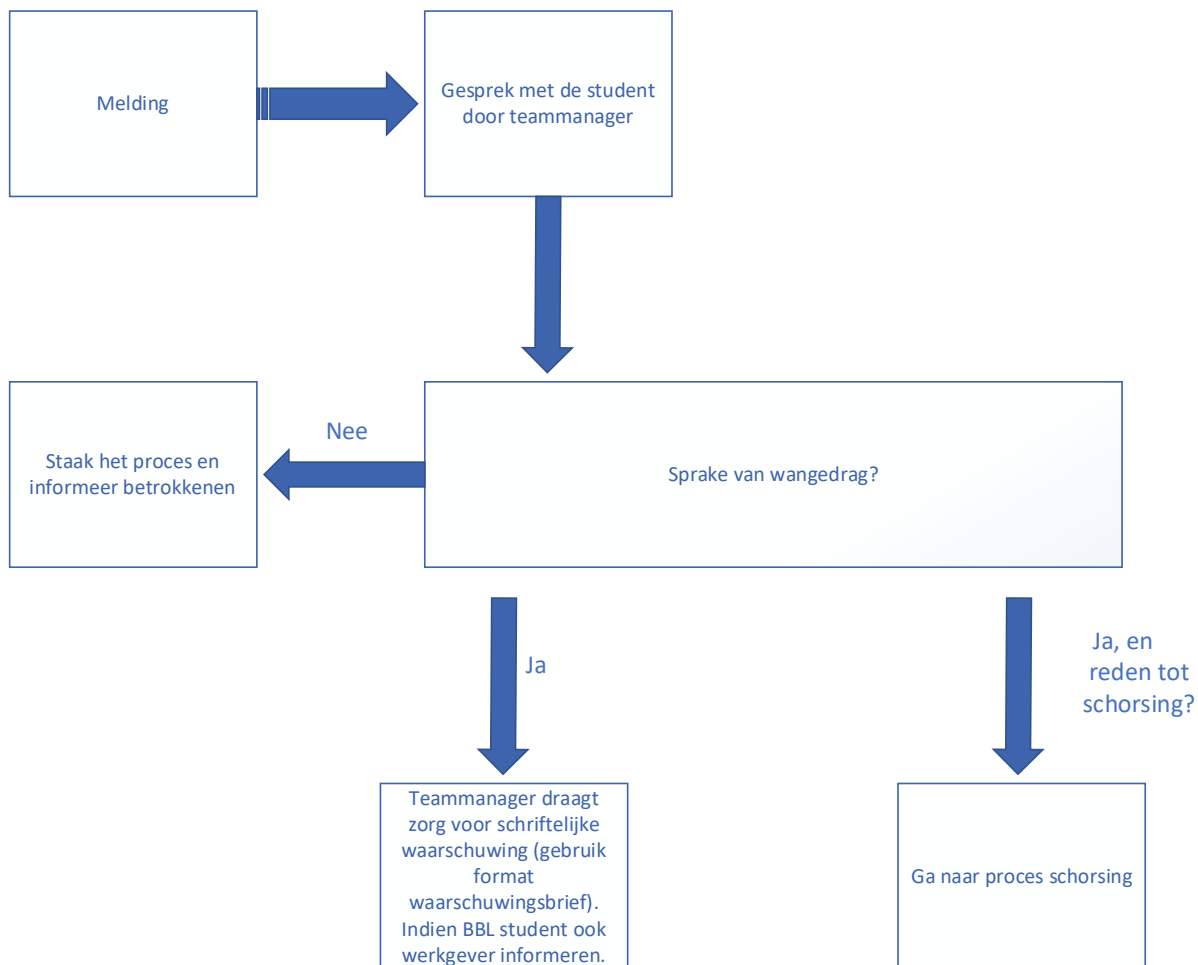 Melding
Gesprek met de student
door teammanager
Nee
Staak het proces en
informeer betrokkenen
Sprake van wangedrag?
Ja
Ja, en
reden tot
schorsing?
Teammanager draagt
zorg voor schriftelijke
waarschuwing (gebruik
format
waarschuwingsbrief).
Indien BBL student ook
werkgever informeren.
Ga naar proces schorsing